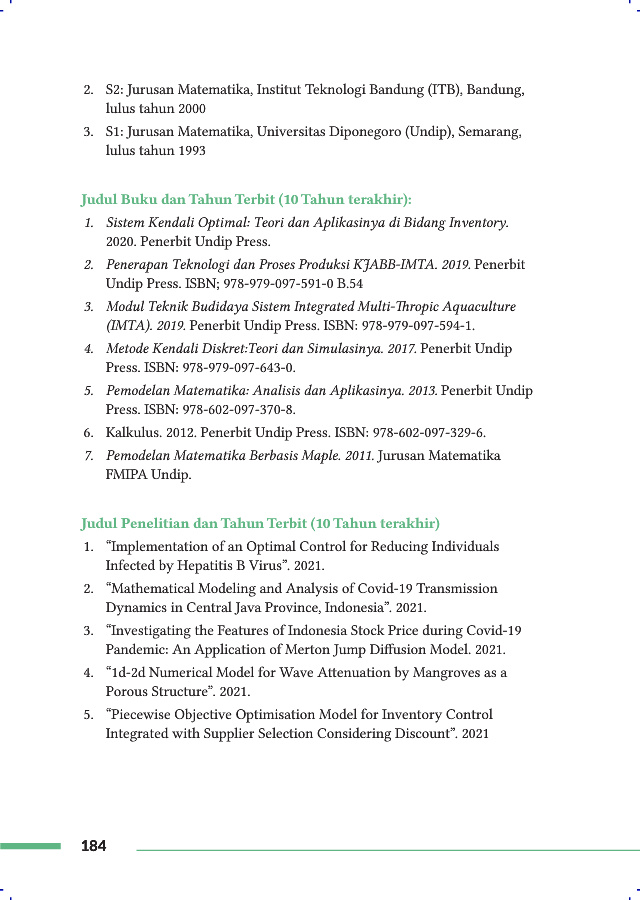 2. S2: Jurusan Matematika, Institut Teknologi Bandung (ITB), Bandung,
lulus tahun 2000
3. S1: Jurusan Matematika, Universitas Diponegoro (Undip), Semarang,
lulus tahun 1993
Judul Buku dan Tahun Terbit (10 Tahun terakhir):
1. Sistem Kendali Optimal: Teori dan Aplikasinya di Bidang Inventory.
2020. Penerbit Undip Press.
2. Penerapan Teknologi dan Proses Produksi KJABB-IMTA. 2019. Penerbit
Undip Press. ISBN; 978-979-097-591-0 B.54
3. Modul Teknik Budidaya Sistem Integrated Multi-Thropic Aquaculture
(IMTA). 2019. Penerbit Undip Press. ISBN: 978-979-097-594-1.
4. Metode Kendali Diskret:Teori dan Simulasinya. 2017. Penerbit Undip
Press. ISBN: 978-979-097-643-0.
5. Pemodelan Matematika: Analisis dan Aplikasinya. 2013. Penerbit Undip
Press. ISBN: 978-602-097-370-8.
6. Kalkulus. 2012. Penerbit Undip Press. ISBN: 978-602-097-329-6.
7. Pemodelan Matematika Berbasis Maple. 2011. Jurusan Matematika
FMIPA Undip.
Judul Penelitian dan Tahun Terbit (10 Tahun terakhir)
1. “Implementation of an Optimal Control for Reducing Individuals
Infected by Hepatitis B Virus”. 2021.
2. “Mathematical Modeling and Analysis of Covid-19 Transmission
Dynamics in Central Java Province, Indonesia”. 2021.
3. “Investigating the Features of Indonesia Stock Price during Covid-19
Pandemic: An Application of Merton Jump Diffusion Model. 2021.
4. “1d-2d Numerical Model for Wave Attenuation by Mangroves as a
Porous Structure”. 2021.
5. “Piecewise Objective Optimisation Model for Inventory Control
Integrated with Supplier Selection Considering Discount”. 2021
184